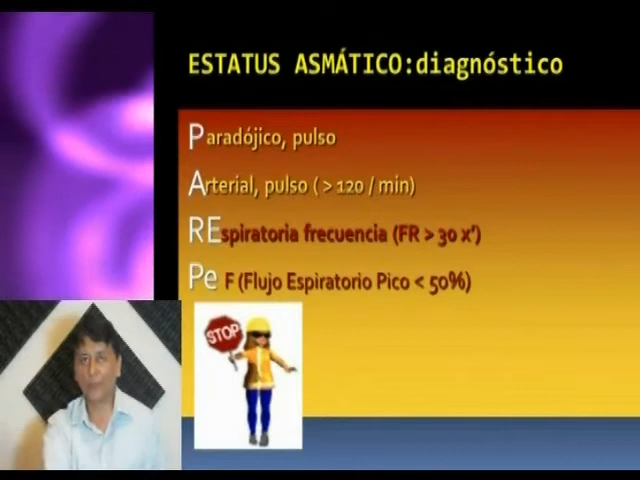 ESTATUS ASMÁTICO:diagnóstico
Paradójico, pulso
Arterial, pulso ( > 120 / min)
REspiratoria frecuencia (FR > 30 x')
Pe F (Flujo Espiratorio Pico < 50%)
STOP